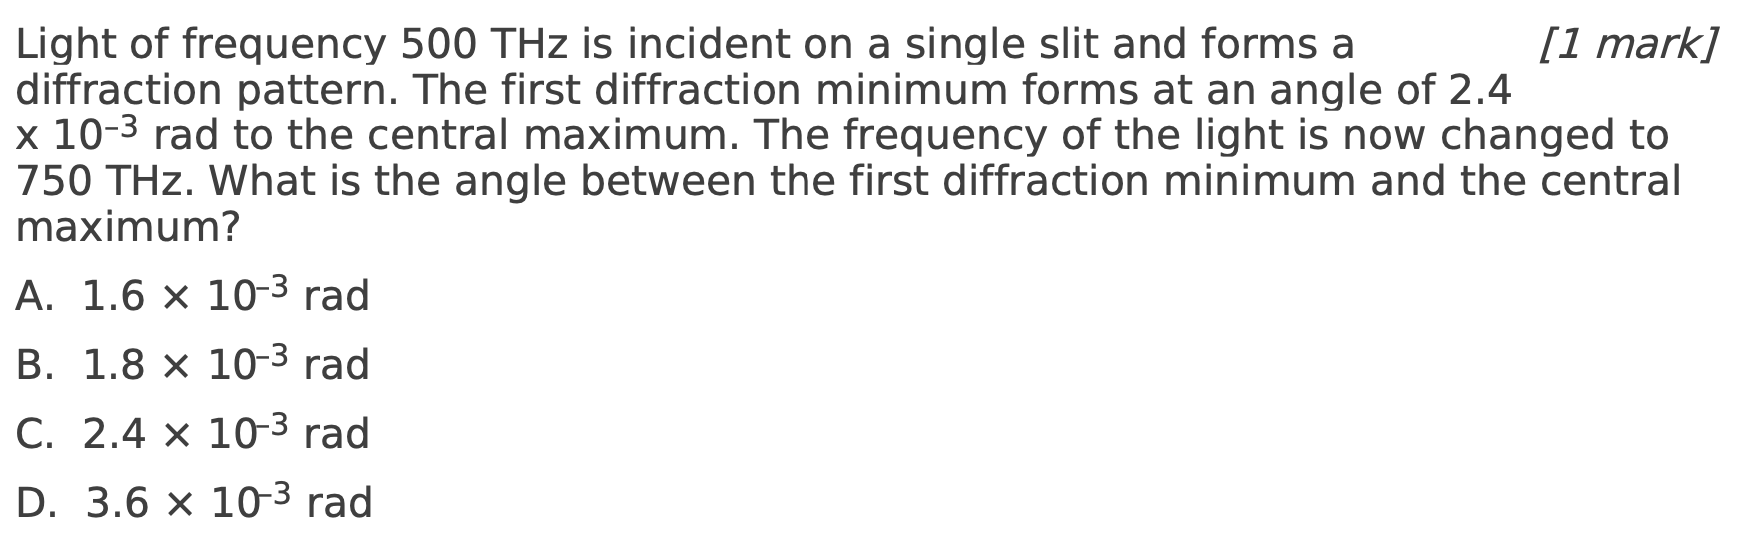 Light of frequency 500 THz is incident on a single slit and forms a [1 mark]
diffraction pattern. The first diffraction minimum forms at an angle of 2.4
x 10⁻³ rad to the central maximum. The frequency of the light is now changed to
750 THz. What is the angle between the first diffraction minimum and the central
maximum?
A. 1.6 × 10⁻³ rad
B. 1.8 × 10⁻³ rad
C. 2.4 × 10⁻³ rad
D. 3.6 × 10⁻³ rad